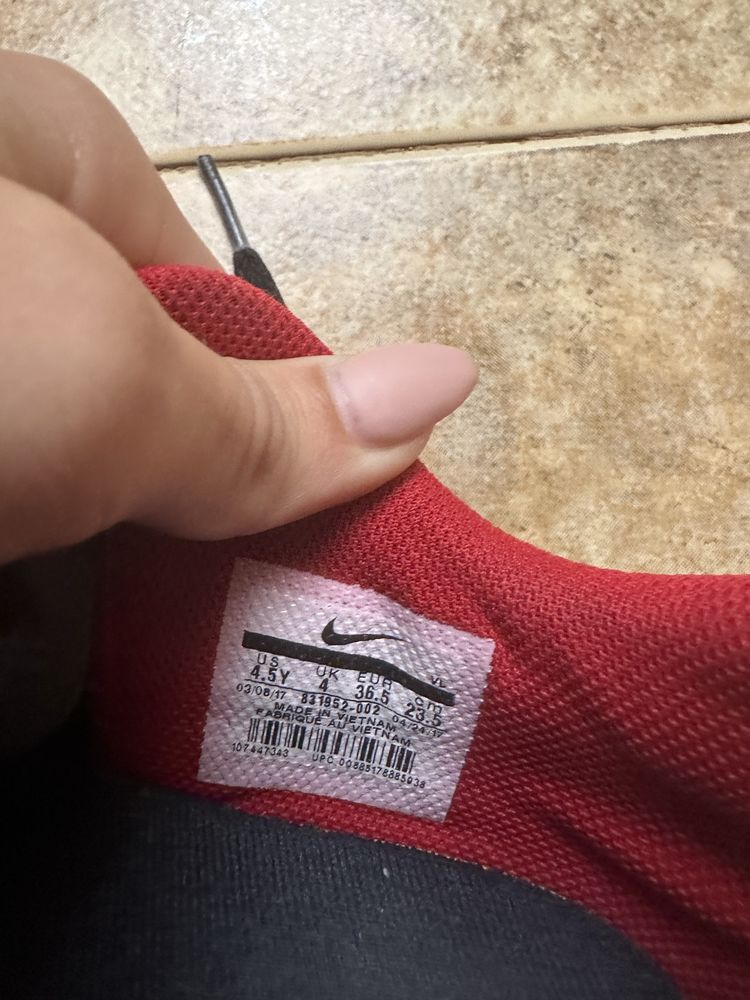 VL
US UK EUR cm
4.5Y 4 36.5 23.5
03/08/17 831952-002 04/24/17
MADE IN VIETNAM
FABRIQUE AU VIETNAM
107447343 UPC 00885178885938